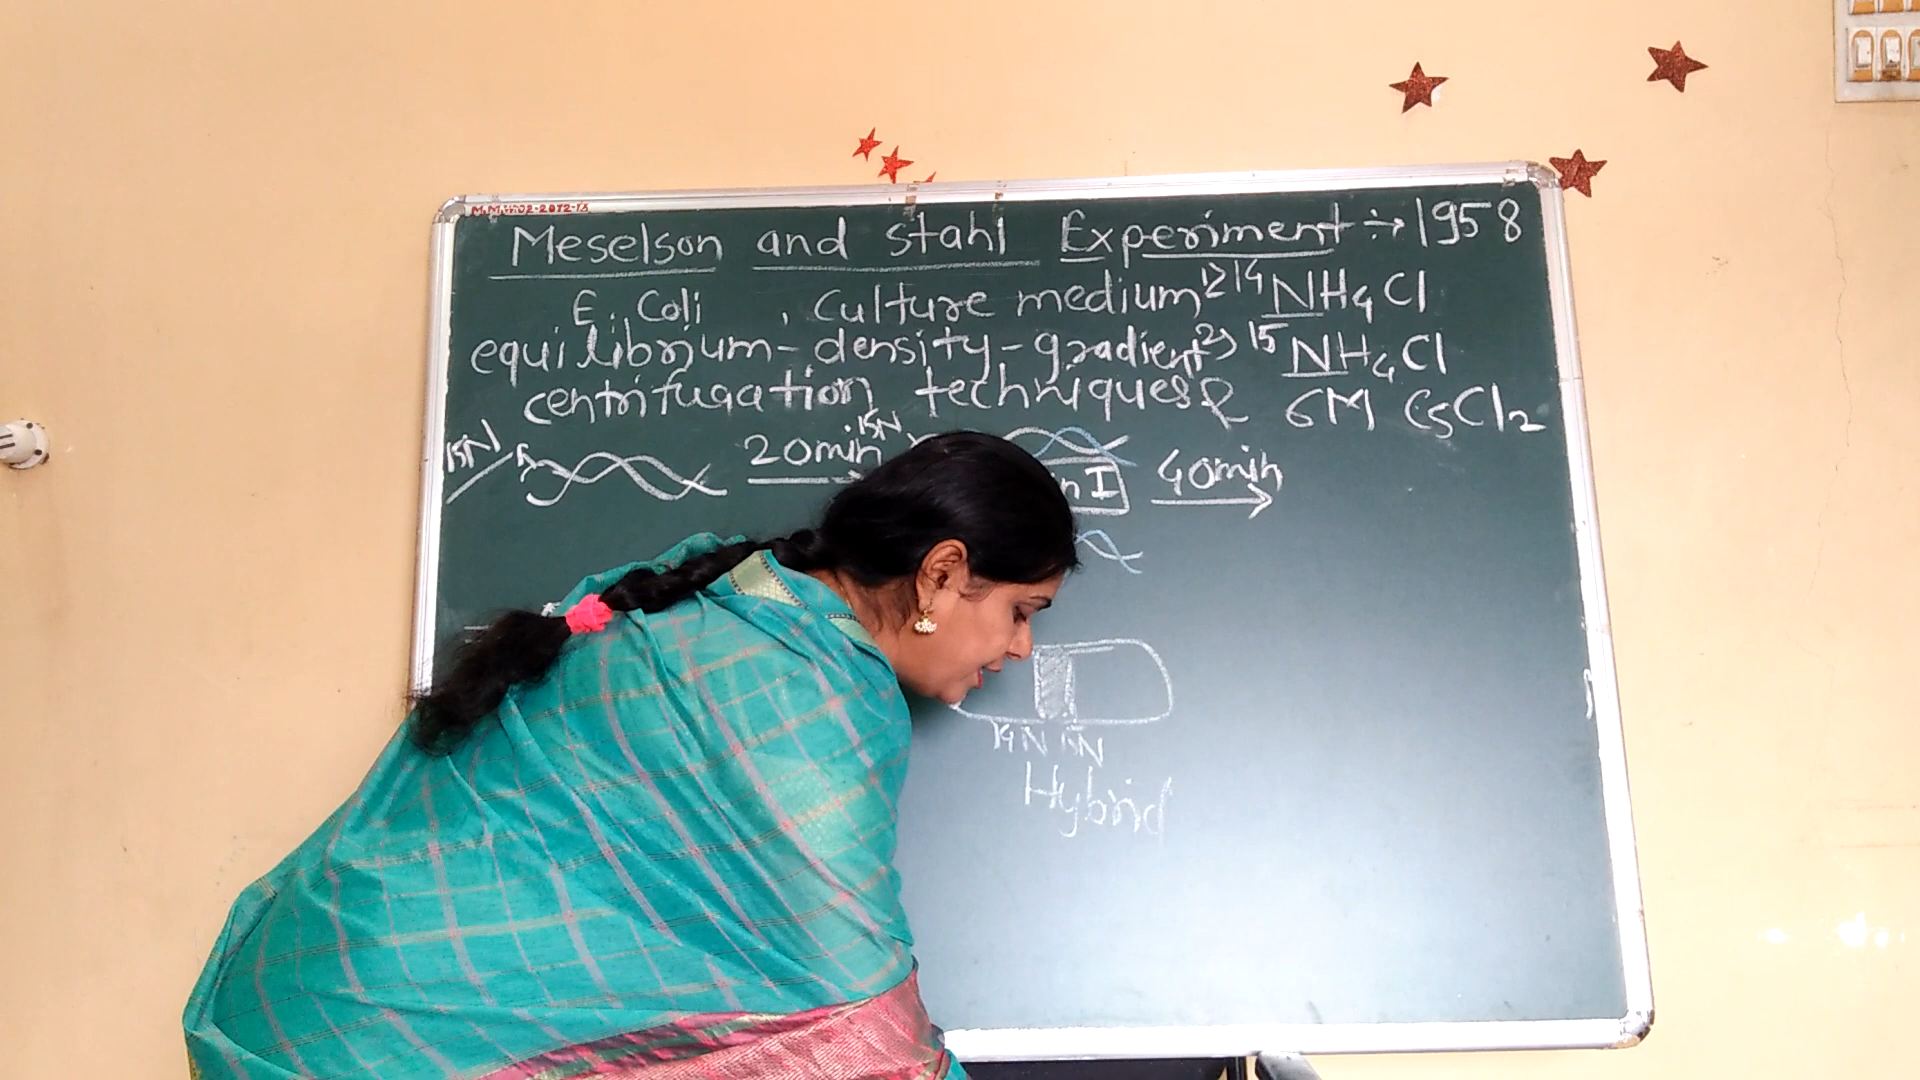 Meselson and Stahl Experiment ÷→ 1958
E. Coli , Culture medium 1> ¹⁴NH₄Cl
equilibrium-density-gradient 2> ¹⁵NH₄Cl
centrifugation techniques & 6M CsCl₂
15N 20min 15N 40min
n I
14N 15N
Hybrid